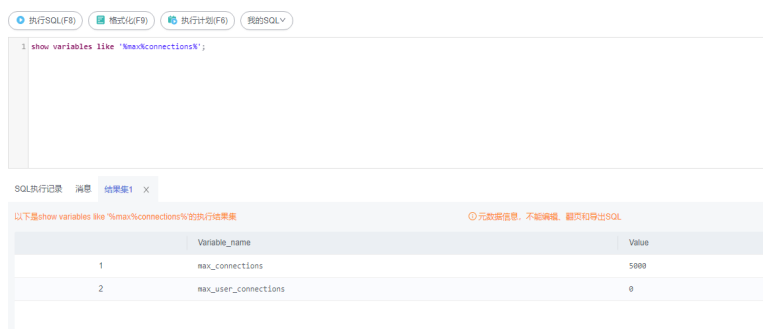 执行SQL(F8) 格式化(F9) 执行计划(F6) 我的SQL
1 show variables like '%max%connections%';
SQL执行记录 消息 结果集1 X
以下是show variables like '%max%connections%'的执行结果集 元数据信息，不能编辑、翻页和导出SQL
Variable_name Value
1 max_connections 5000
2 max_user_connections 0